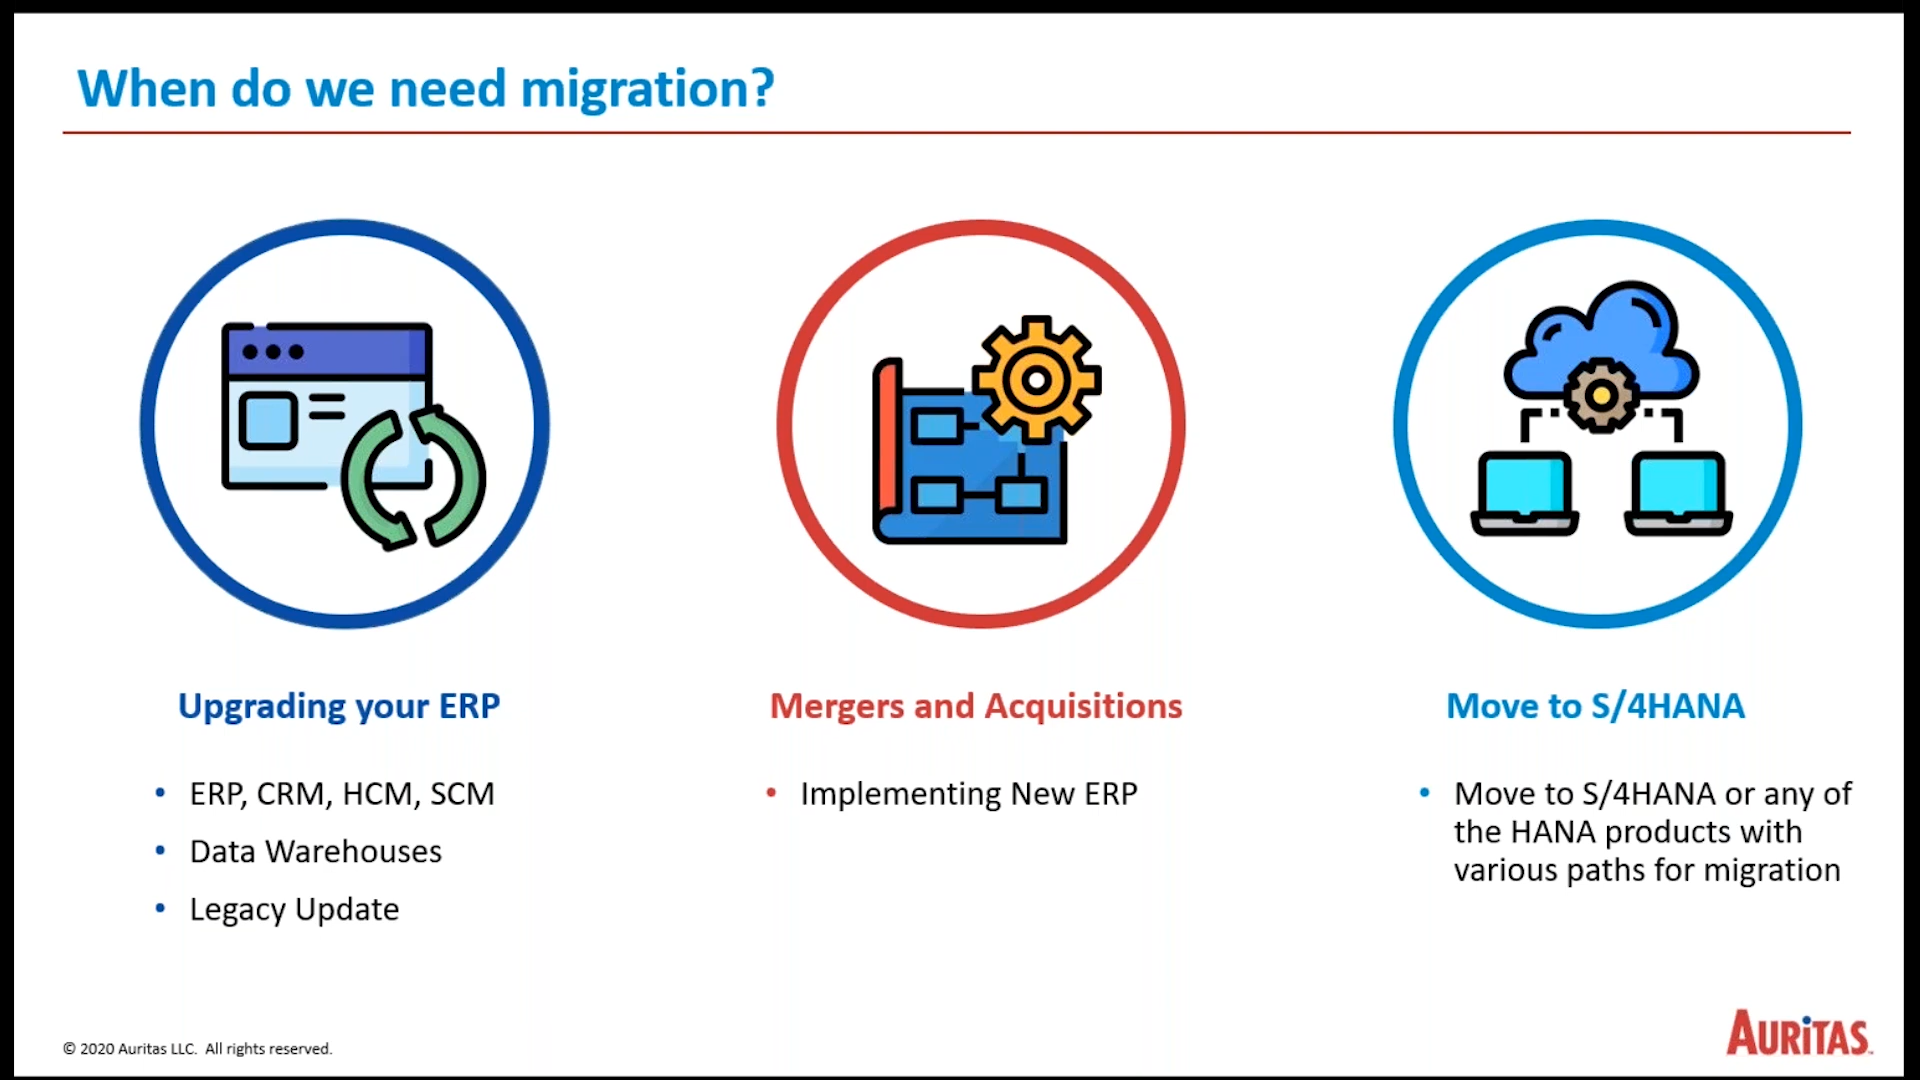 When do we need migration?
Upgrading your ERP
• ERP, CRM, HCM, SCM
• Data Warehouses
• Legacy Update
Mergers and Acquisitions
• Implementing New ERP
Move to S/4HANA
• Move to S/4HANA or any of
the HANA products with
various paths for migration
© 2020 Auritas LLC.  All rights reserved.
AURiTAS™